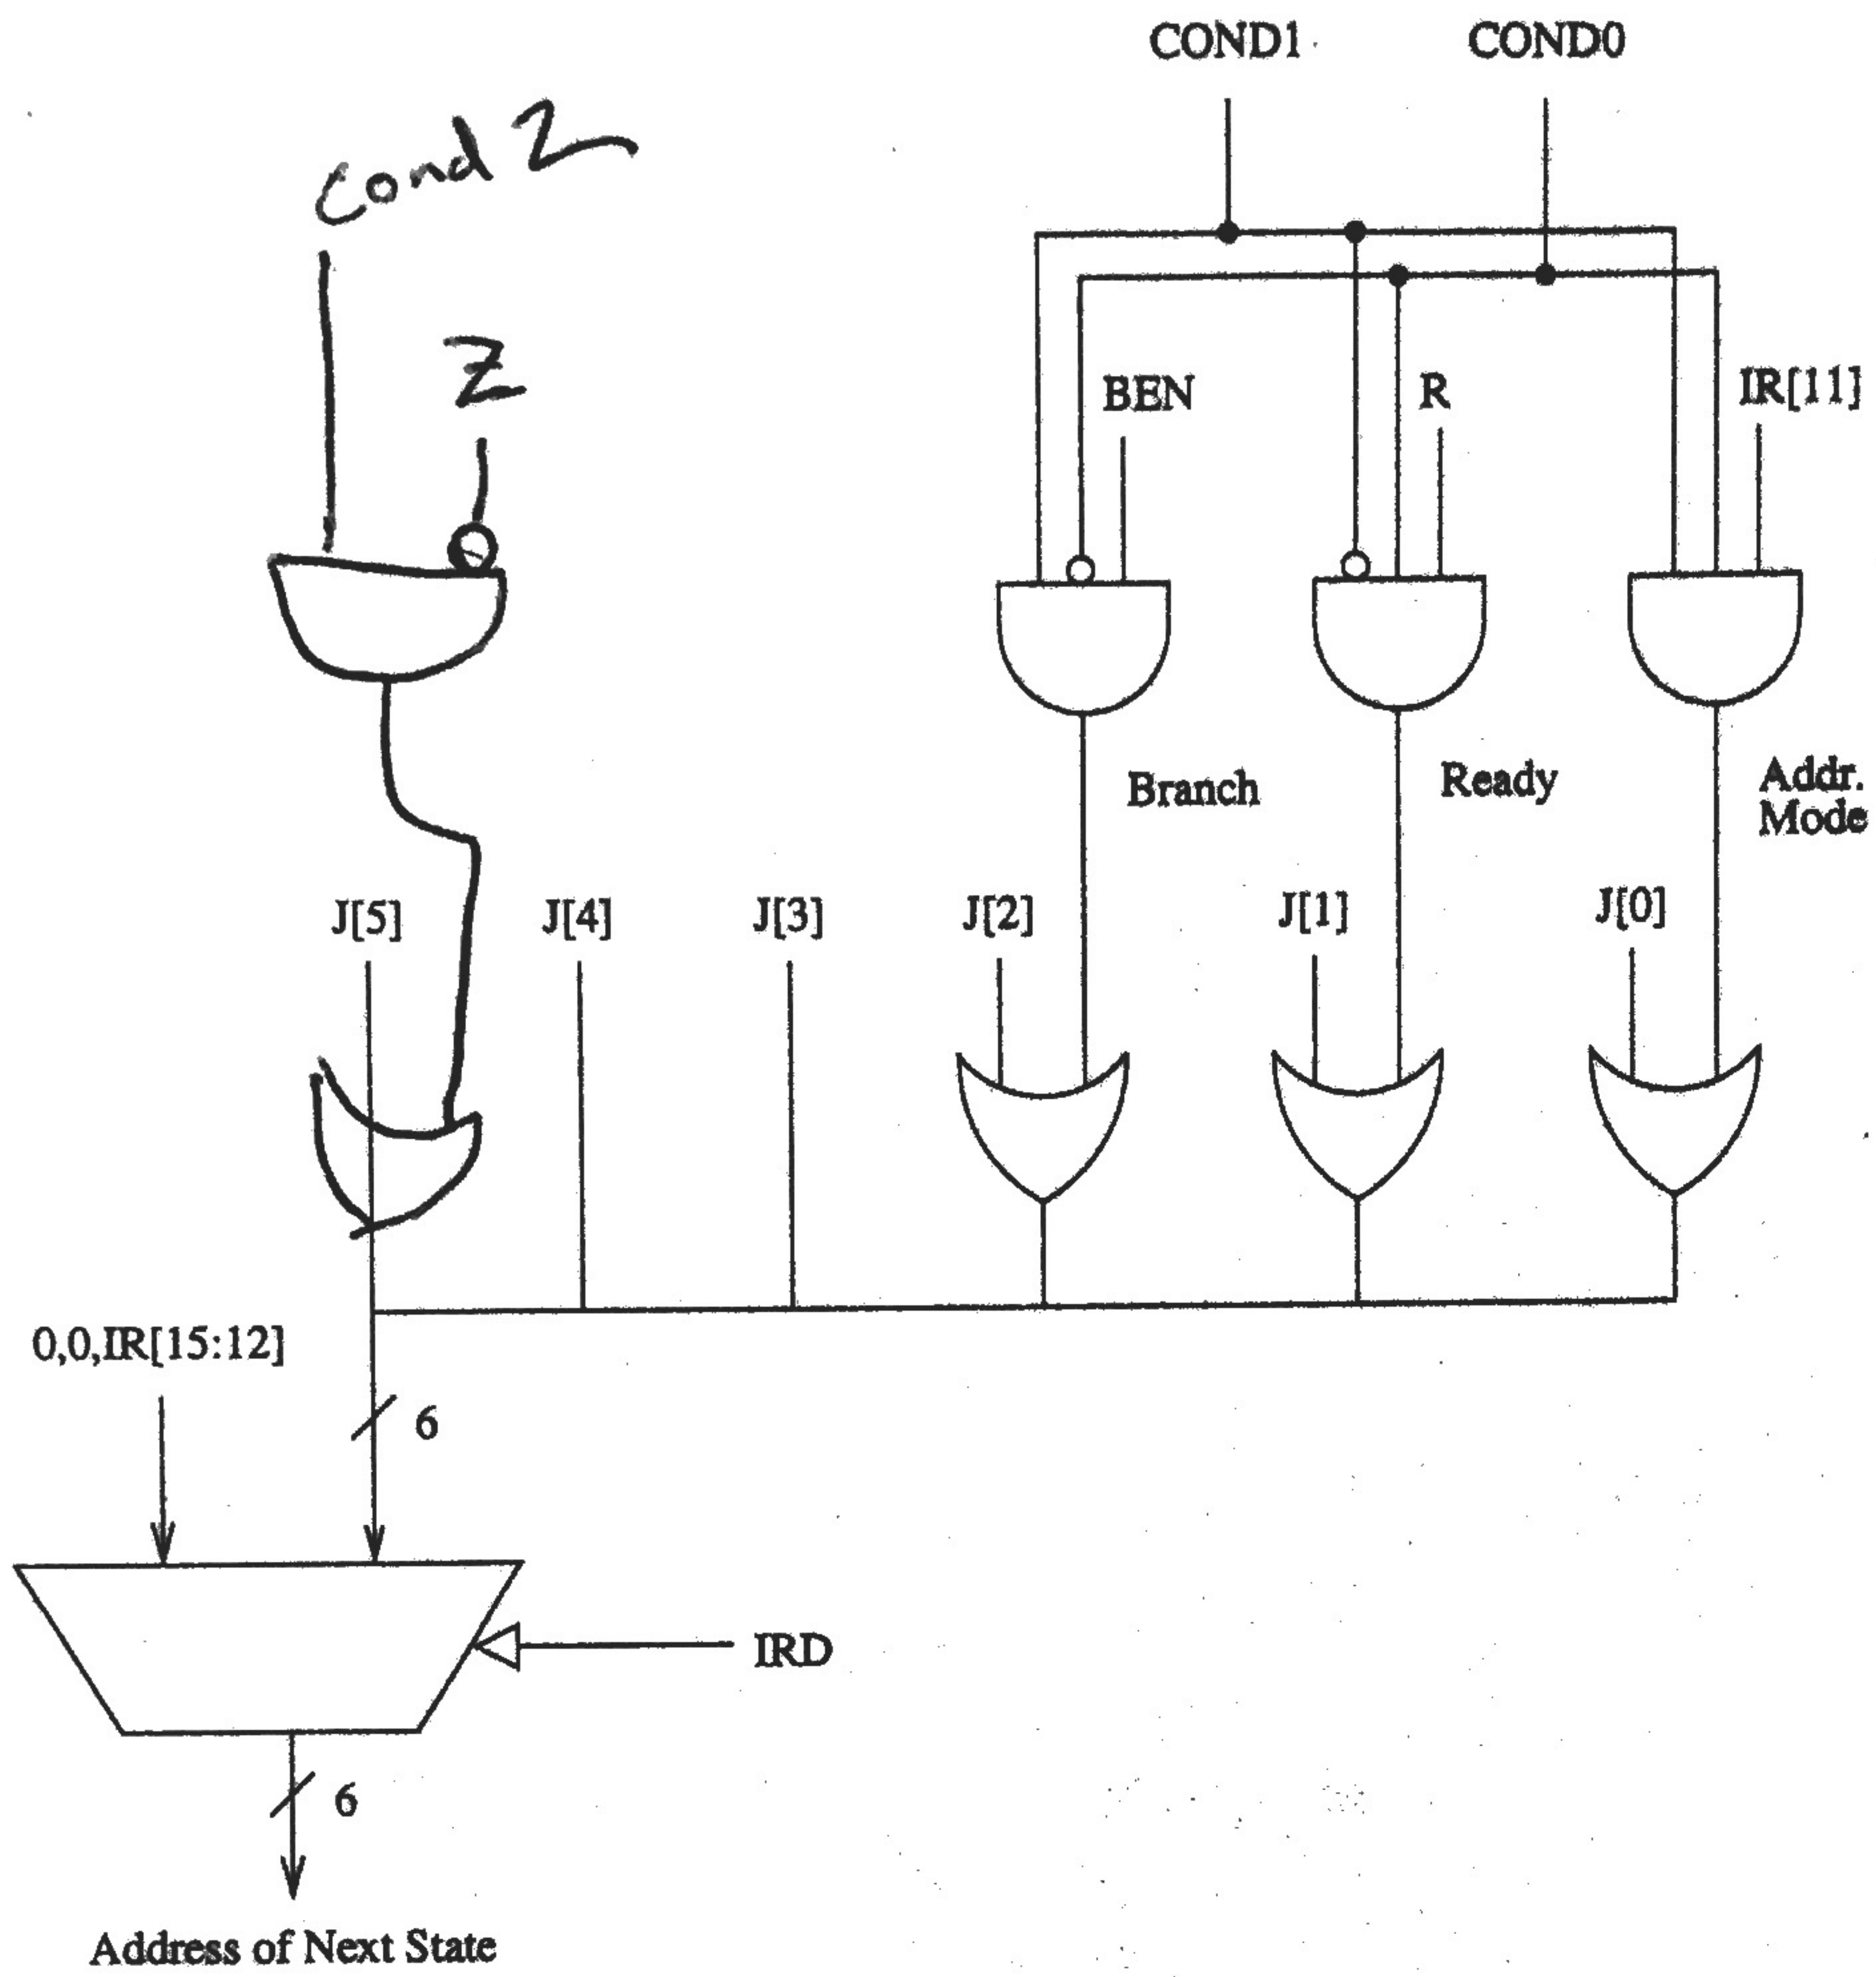 COND1 COND0
Cond 2
Z
BEN R IR[11]
Branch Ready Addr. Mode
J[5] J[4] J[3] J[2] J[1] J[0]
0,0,IR[15:12]
6
IRD
6
Address of Next State